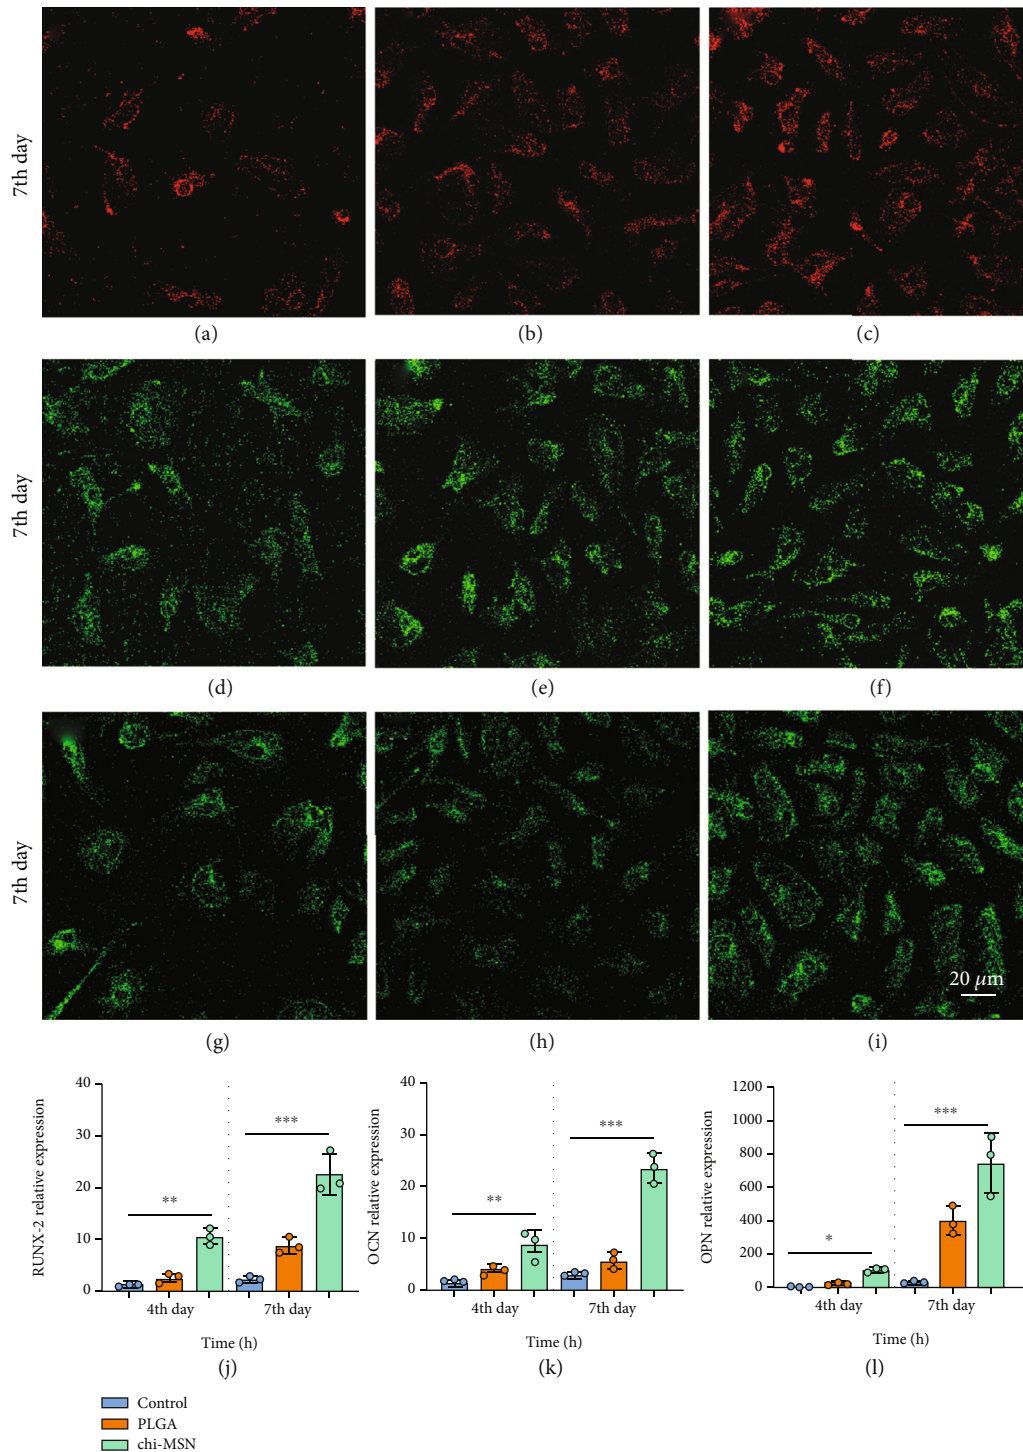 7th day
(a)
(b)
(c)
7th day
(d)
(e)
(f)
7th day
20 μm
(g)
(h)
(i)
RUNX-2 relative expression
40
30
20
10
0
**
***
4th day
7th day
Time (h)
(j)
OCN relative expression
40
30
20
10
0
**
***
4th day
7th day
Time (h)
(k)
OPN relative expression
1200
1000
800
600
400
200
0
*
***
4th day
7th day
Time (h)
(l)
Control
PLGA
chi-MSN